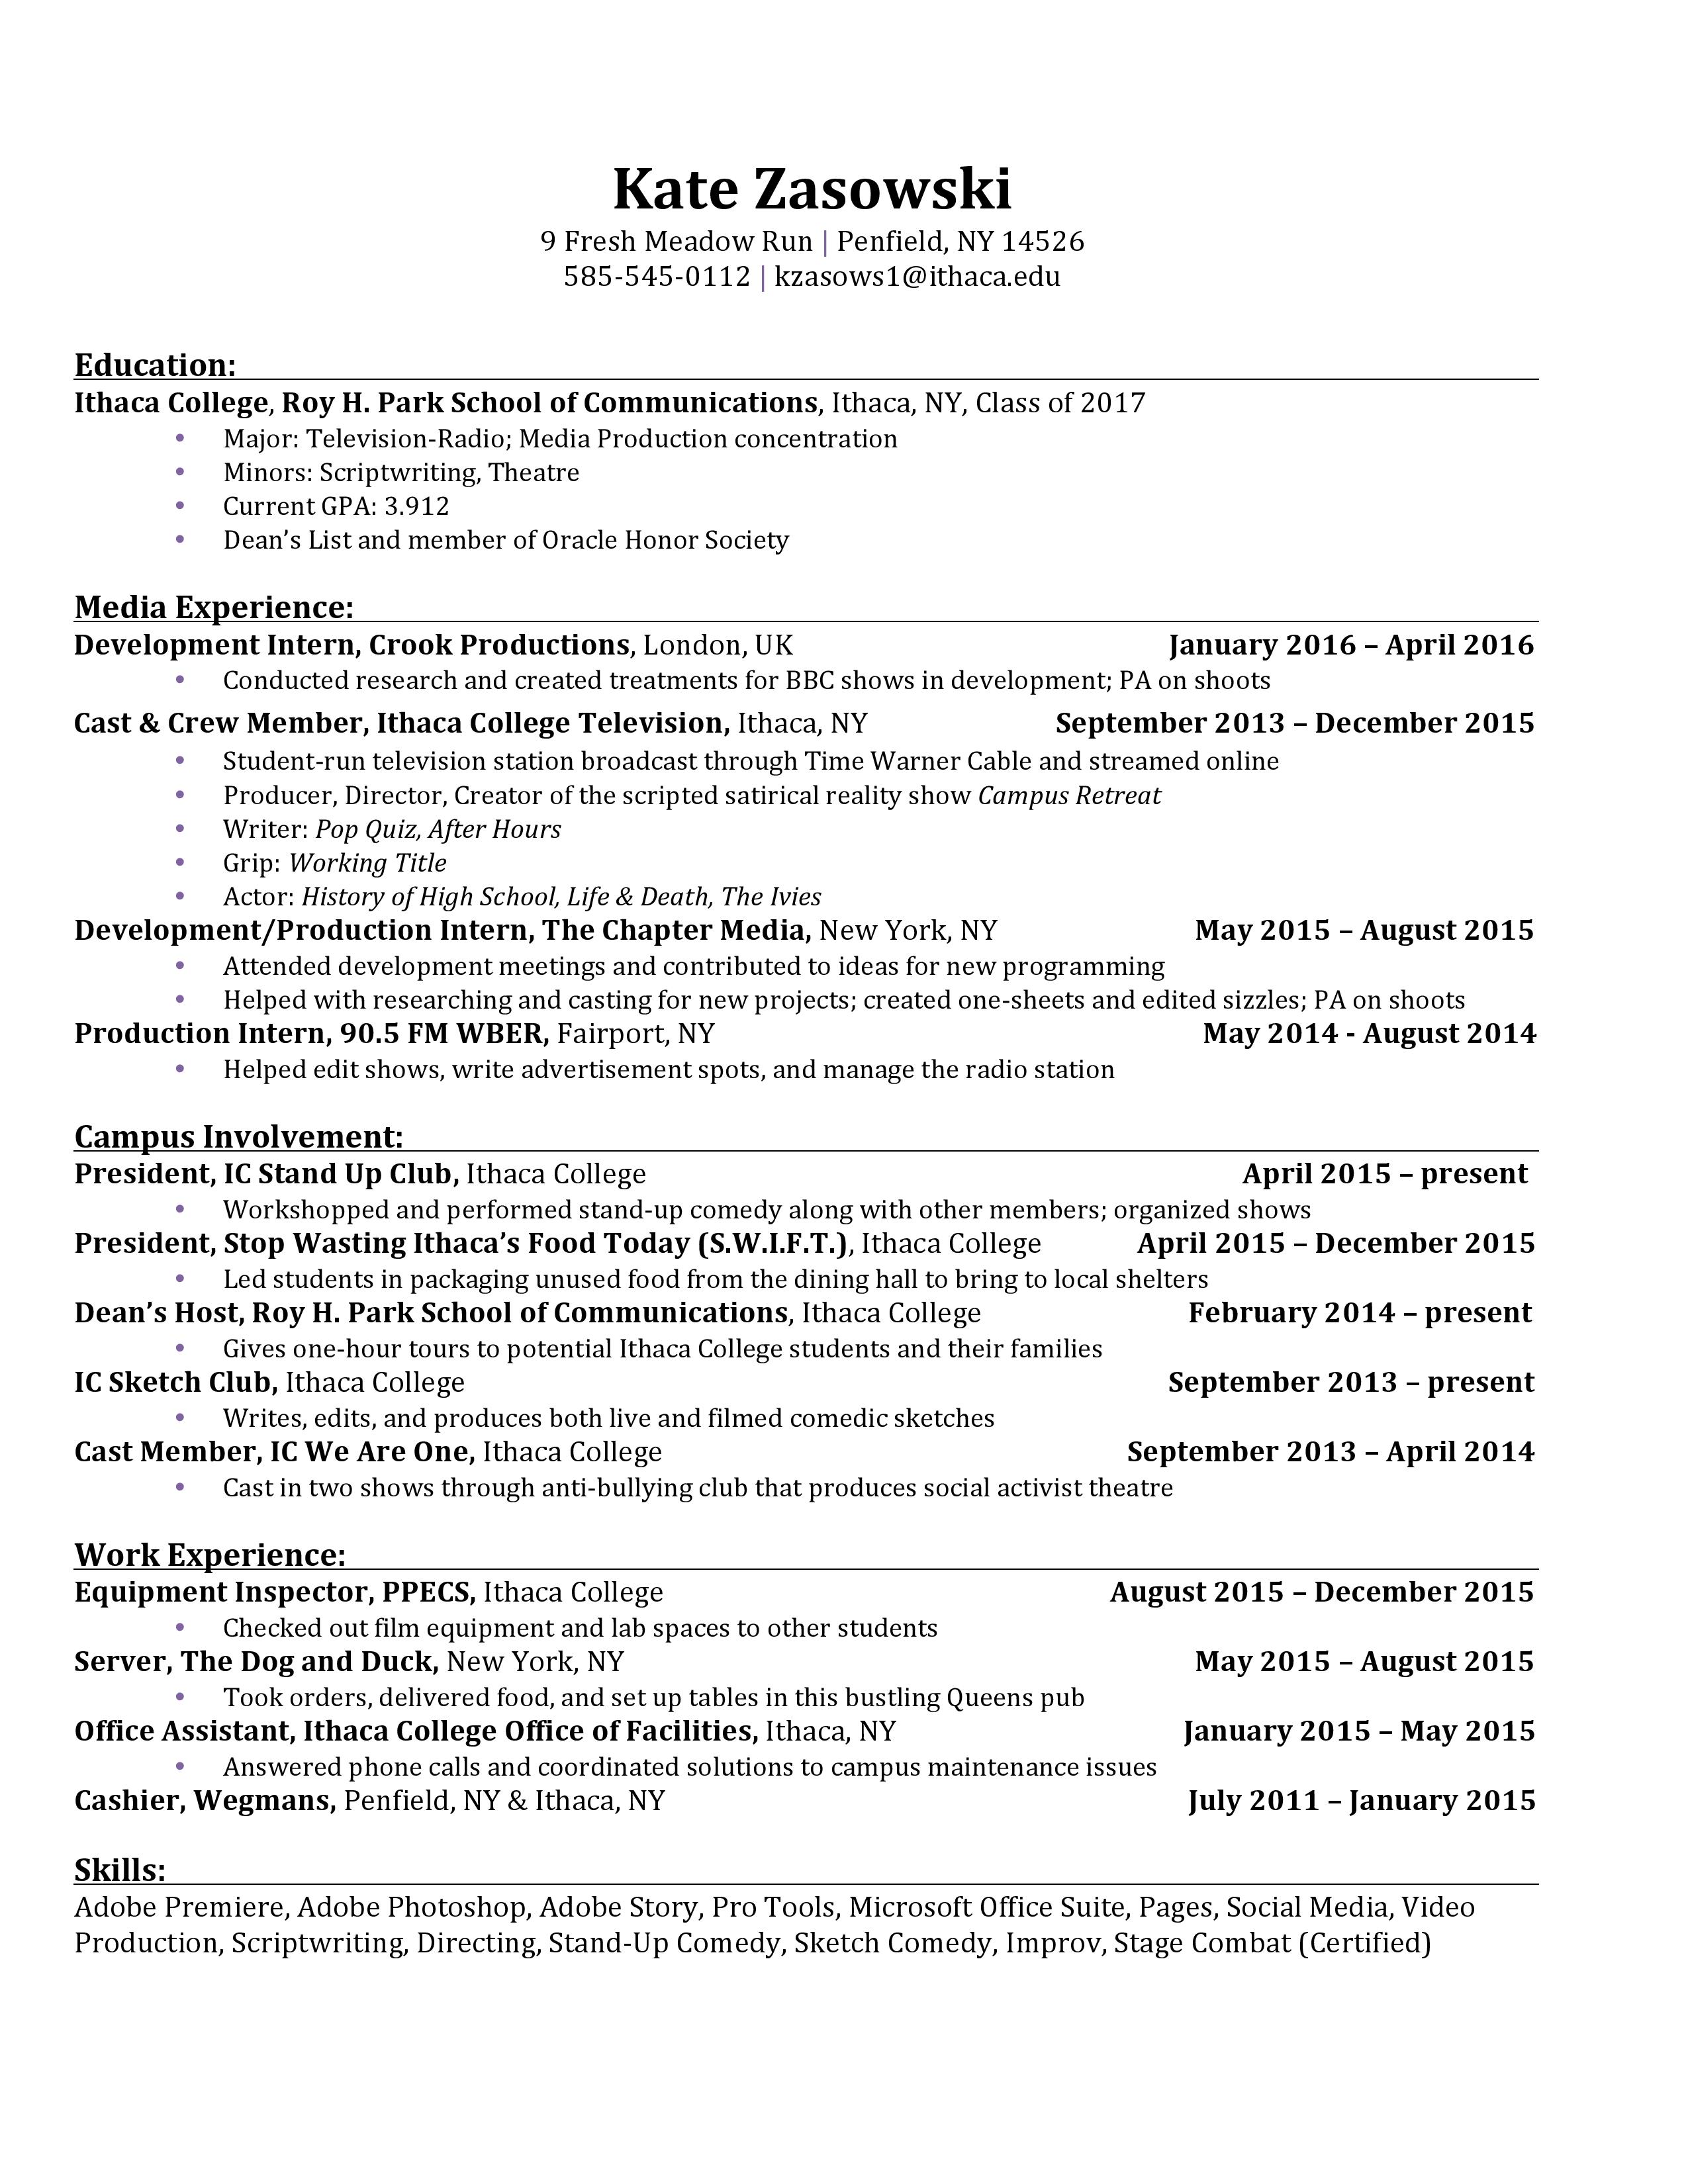 Kate Zasowski
9 Fresh Meadow Run | Penfield, NY 14526
585-545-0112 | kzasows1@ithaca.edu
Education:
Ithaca College, Roy H. Park School of Communications, Ithaca, NY, Class of 2017
• Major: Television-Radio; Media Production concentration
• Minors: Scriptwriting, Theatre
• Current GPA: 3.912
• Dean’s List and member of Oracle Honor Society
Media Experience:
Development Intern, Crook Productions, London, UK January 2016 – April 2016
• Conducted research and created treatments for BBC shows in development; PA on shoots
Cast & Crew Member, Ithaca College Television, Ithaca, NY September 2013 – December 2015
• Student-run television station broadcast through Time Warner Cable and streamed online
• Producer, Director, Creator of the scripted satirical reality show Campus Retreat
• Writer: Pop Quiz, After Hours
• Grip: Working Title
• Actor: History of High School, Life & Death, The Ivies
Development/Production Intern, The Chapter Media, New York, NY May 2015 – August 2015
• Attended development meetings and contributed to ideas for new programming
• Helped with researching and casting for new projects; created one-sheets and edited sizzles; PA on shoots
Production Intern, 90.5 FM WBER, Fairport, NY May 2014 - August 2014
• Helped edit shows, write advertisement spots, and manage the radio station
Campus Involvement:
President, IC Stand Up Club, Ithaca College April 2015 – present
• Workshopped and performed stand-up comedy along with other members; organized shows
President, Stop Wasting Ithaca’s Food Today (S.W.I.F.T.), Ithaca College April 2015 – December 2015
• Led students in packaging unused food from the dining hall to bring to local shelters
Dean’s Host, Roy H. Park School of Communications, Ithaca College February 2014 – present
• Gives one-hour tours to potential Ithaca College students and their families
IC Sketch Club, Ithaca College September 2013 – present
• Writes, edits, and produces both live and filmed comedic sketches
Cast Member, IC We Are One, Ithaca College September 2013 – April 2014
• Cast in two shows through anti-bullying club that produces social activist theatre
Work Experience:
Equipment Inspector, PPECS, Ithaca College August 2015 – December 2015
• Checked out film equipment and lab spaces to other students
Server, The Dog and Duck, New York, NY May 2015 – August 2015
• Took orders, delivered food, and set up tables in this bustling Queens pub
Office Assistant, Ithaca College Office of Facilities, Ithaca, NY January 2015 – May 2015
• Answered phone calls and coordinated solutions to campus maintenance issues
Cashier, Wegmans, Penfield, NY & Ithaca, NY July 2011 – January 2015
Skills:
Adobe Premiere, Adobe Photoshop, Adobe Story, Pro Tools, Microsoft Office Suite, Pages, Social Media, Video
Production, Scriptwriting, Directing, Stand-Up Comedy, Sketch Comedy, Improv, Stage Combat (Certified)